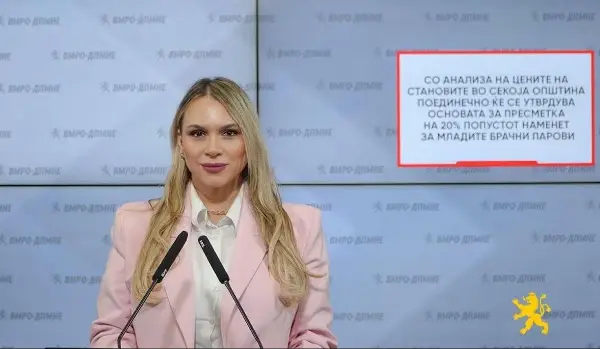 ВМРО-ДПМНЕ
СО АНАЛИЗА НА ЦЕНИТЕ НА
СТАНОВИТЕ ВО СЕКОЈА ОПШТИНА
ПОЕДИНЕЧНО ЌЕ СЕ УТВРДУВА
ОСНОВАТА ЗА ПРЕСМЕТКА
НА 20% ПОПУСТОТ НАМЕНЕТ
ЗА МЛАДИТЕ БРАЧНИ ПАРОВИ